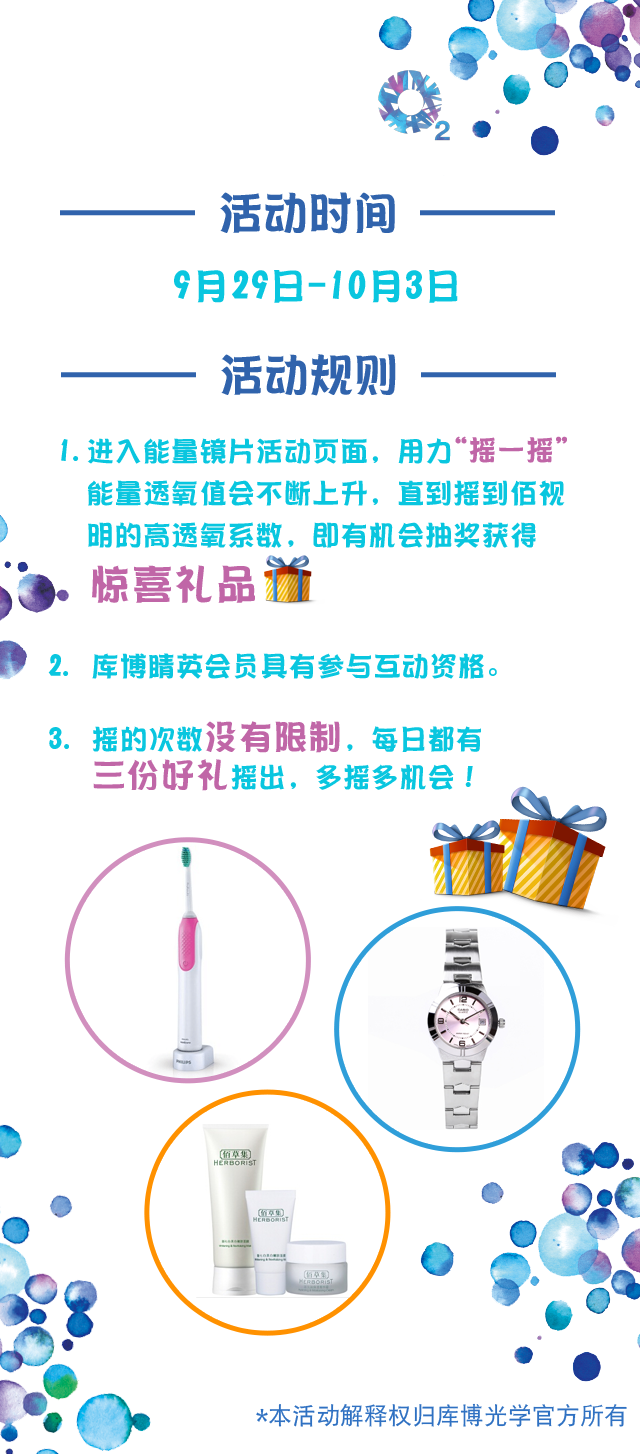 2
活动时间
9月29日-10月3日
活动规则
1.进入能量镜片活动页面，用力“摇一摇”
能量透氧值会不断上升，直到摇到佰视
明的高透氧系数，即有机会抽奖获得
惊喜礼品
2. 库博睛英会员具有参与互动资格。
3. 摇的次数没有限制，每日都有
三份好礼摇出，多摇多机会！
PHILIPS
CASIO
佰草集
HERBORIST
佰草集
HERBORIST
佰草集
HERBORIST
*本活动解释权归库博光学官方所有